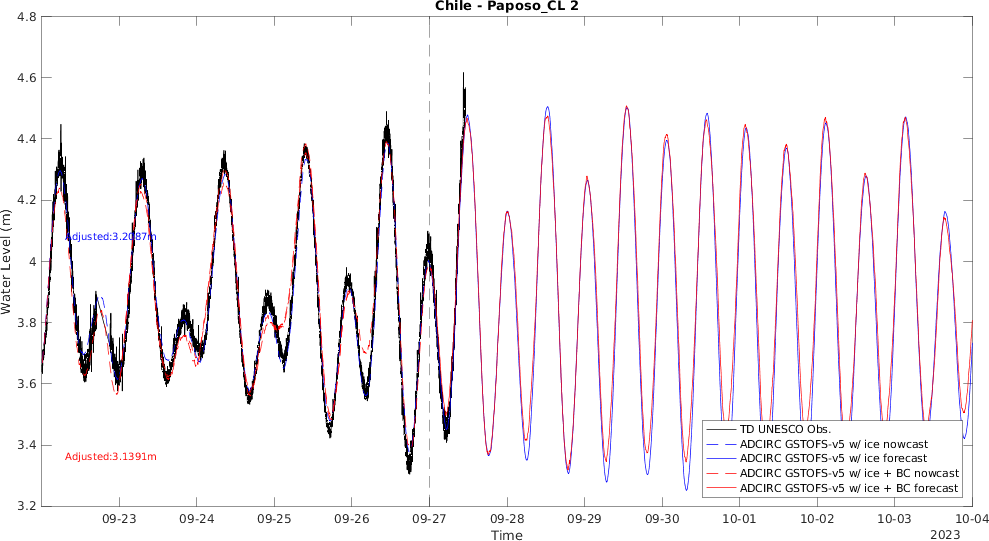 Chile - Paposo_CL 2
4.8
4.6
4.4
4.2
4
3.8
3.6
3.4
3.2
Water Level (m)
Adjusted:3.2087m
Adjusted:3.1391m
TD UNESCO Obs.
ADCIRC GSTOFS-v5 w/ ice nowcast
ADCIRC GSTOFS-v5 w/ ice forecast
ADCIRC GSTOFS-v5 w/ ice + BC nowcast
ADCIRC GSTOFS-v5 w/ ice + BC forecast
09-23 09-24 09-25 09-26 09-27 09-28 09-29 09-30 10-01 10-02 10-03 10-04
Time
2023